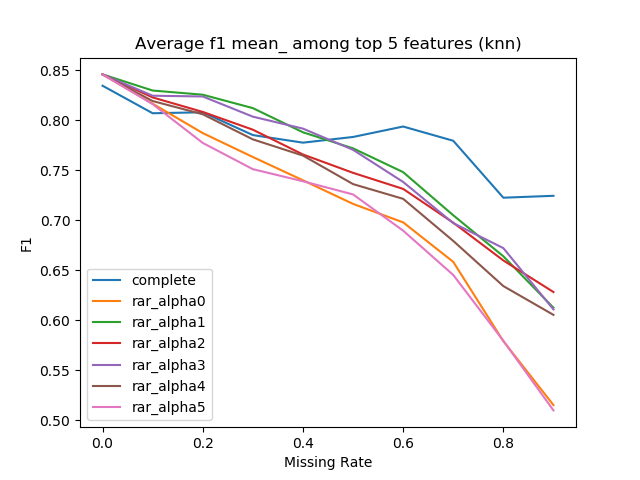 Average f1 mean_ among top 5 features (knn)
F1
0.85
0.80
0.75
0.70
0.65
0.60
0.55
0.50
complete
rar_alpha0
rar_alpha1
rar_alpha2
rar_alpha3
rar_alpha4
rar_alpha5
0.0 0.2 0.4 0.6 0.8
Missing Rate